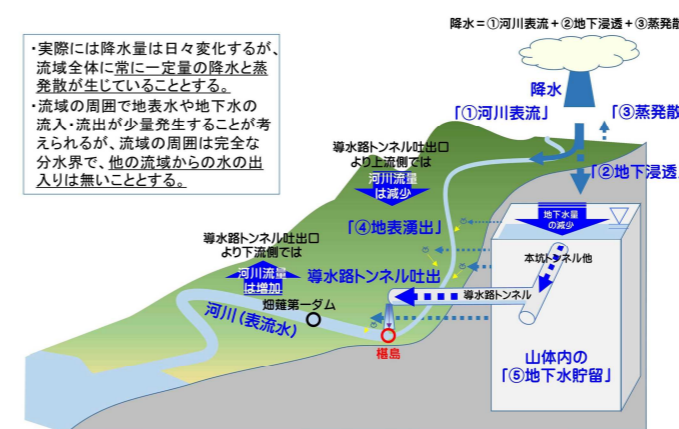 降水＝①河川表流＋②地下浸透＋③蒸発散
・実際には降水量は日々変化するが、
流域全体に常に一定量の降水と蒸
発散が生じていることとする。
・流域の周囲で地表水や地下水の
流入・流出が少量発生することが考
えられるが、流域の周囲は完全な
分水界で、他の流域からの水の出
入りは無いこととする。
降水
「①河川表流」
「③蒸発散
「②地下浸透」
導水路トンネル吐出口
より上流側では
河川流量
は減少
地下水量
の減少
「④地表湧出」
導水路トンネル吐出口
より下流側では
河川流量
は増加
導水路トンネル吐出
本坑トンネル他
導水路トンネル
畑薙第一ダム
河川（表流水）
椹島
山体内の
「⑤地下水貯留」